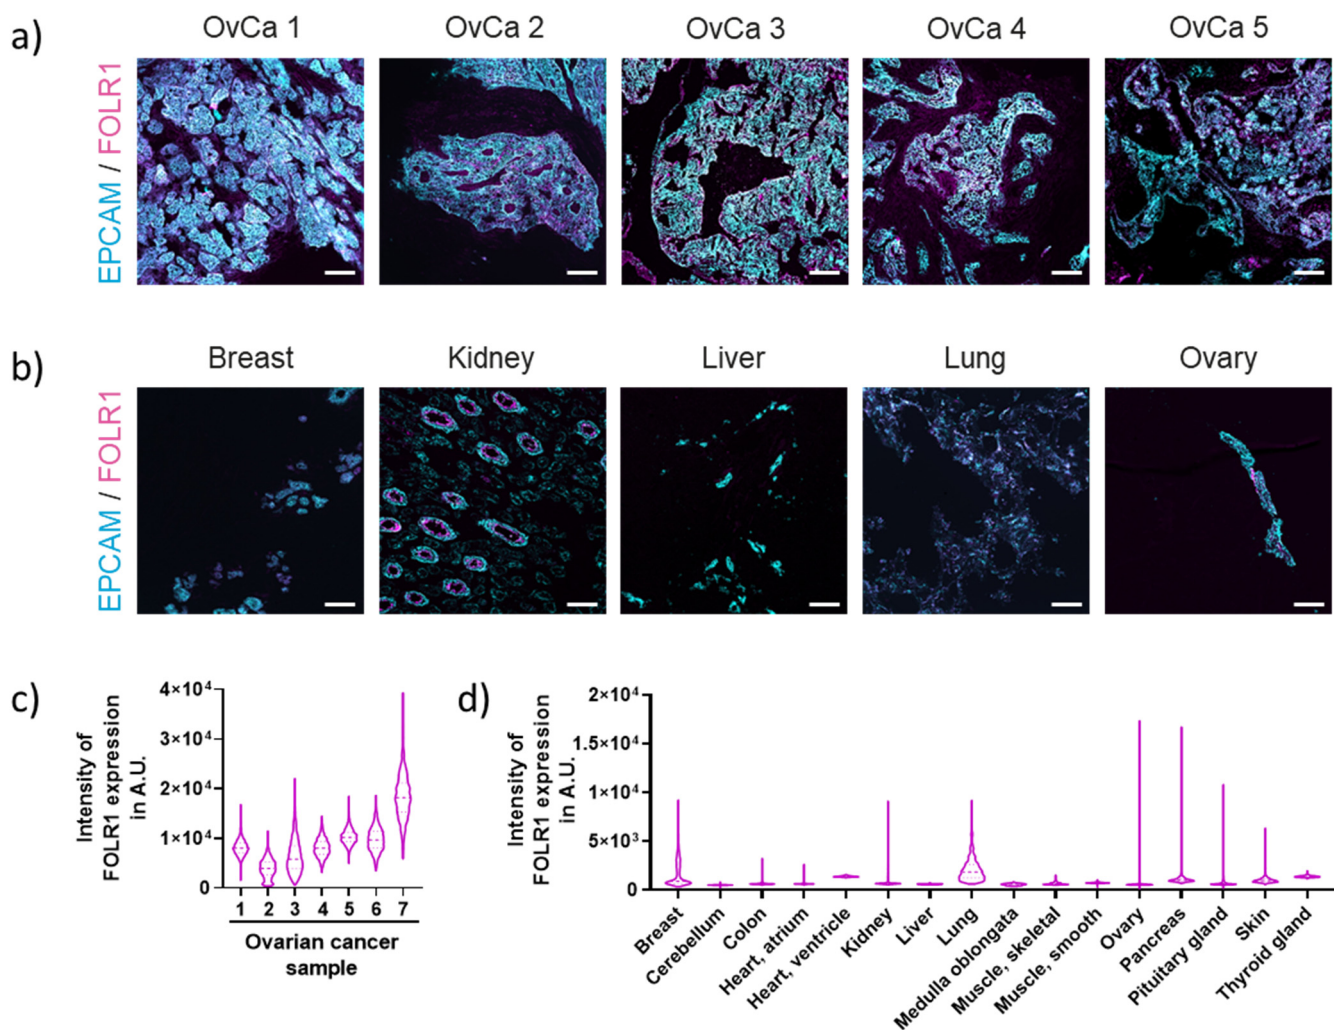 a)
OvCa 1
OvCa 2
OvCa 3
OvCa 4
OvCa 5
EPCAM / FOLR1
b)
Breast
Kidney
Liver
Lung
Ovary
EPCAM / FOLR1
c)
Intensity of
FOLR1 expression
in A.U.
4×10⁴
3×10⁴
2×10⁴
1×10⁴
0
1 2 3 4 5 6 7
Ovarian cancer
sample
d)
Intensity of
FOLR1 expression
in A.U.
2×10⁴
1.5×10⁴
1×10⁴
5×10³
0
Breast
Cerebellum
Colon
Heart, atrium
Heart, ventricle
Kidney
Liver
Lung
Medulla oblongata
Muscle, skeletal
Muscle, smooth
Ovary
Pancreas
Pituitary gland
Skin
Thyroid gland